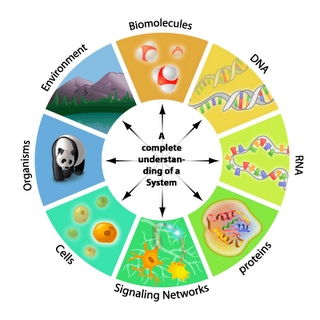 Biomolecules
DNA
RNA
proteins
Signaling Networks
Cells
Organisms
Environment
A
complete
understan-
ding of a
System